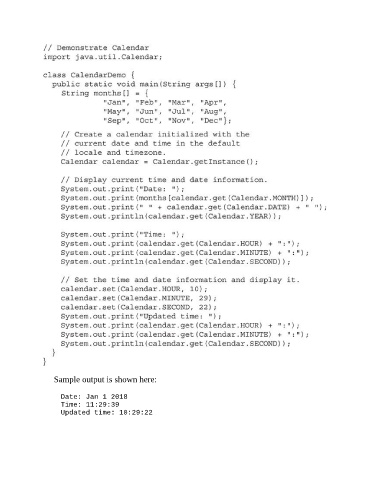 // Demonstrate Calendar
import java.util.Calendar;
class CalendarDemo {
public static void main(String args[]) {
String months[] = {
"Jan", "Feb", "Mar", "Apr",
"May", "Jun", "Jul", "Aug",
"Sep", "Oct", "Nov", "Dec"};
// Create a calendar initialized with the
// current date and time in the default
// locale and timezone.
Calendar calendar = Calendar.getInstance();
// Display current time and date information.
System.out.print("Date: ");
System.out.print(months[calendar.get(Calendar.MONTH)]);
System.out.print(" " + calendar.get(Calendar.DATE) + " ");
System.out.println(calendar.get(Calendar.YEAR));
System.out.print("Time: ");
System.out.print(calendar.get(Calendar.HOUR) + ":");
System.out.print(calendar.get(Calendar.MINUTE) + ":");
System.out.println(calendar.get(Calendar.SECOND));
// Set the time and date information and display it.
calendar.set(Calendar.HOUR, 10);
calendar.set(Calendar.MINUTE, 29);
calendar.set(Calendar.SECOND, 22);
System.out.print("Updated time: ");
System.out.print(calendar.get(Calendar.HOUR) + ":");
System.out.print(calendar.get(Calendar.MINUTE) + ":");
System.out.println(calendar.get(Calendar.SECOND));
}
}
Sample output is shown here:
Date: Jan 1 2018
Time: 11:29:39
Updated time: 10:29:22